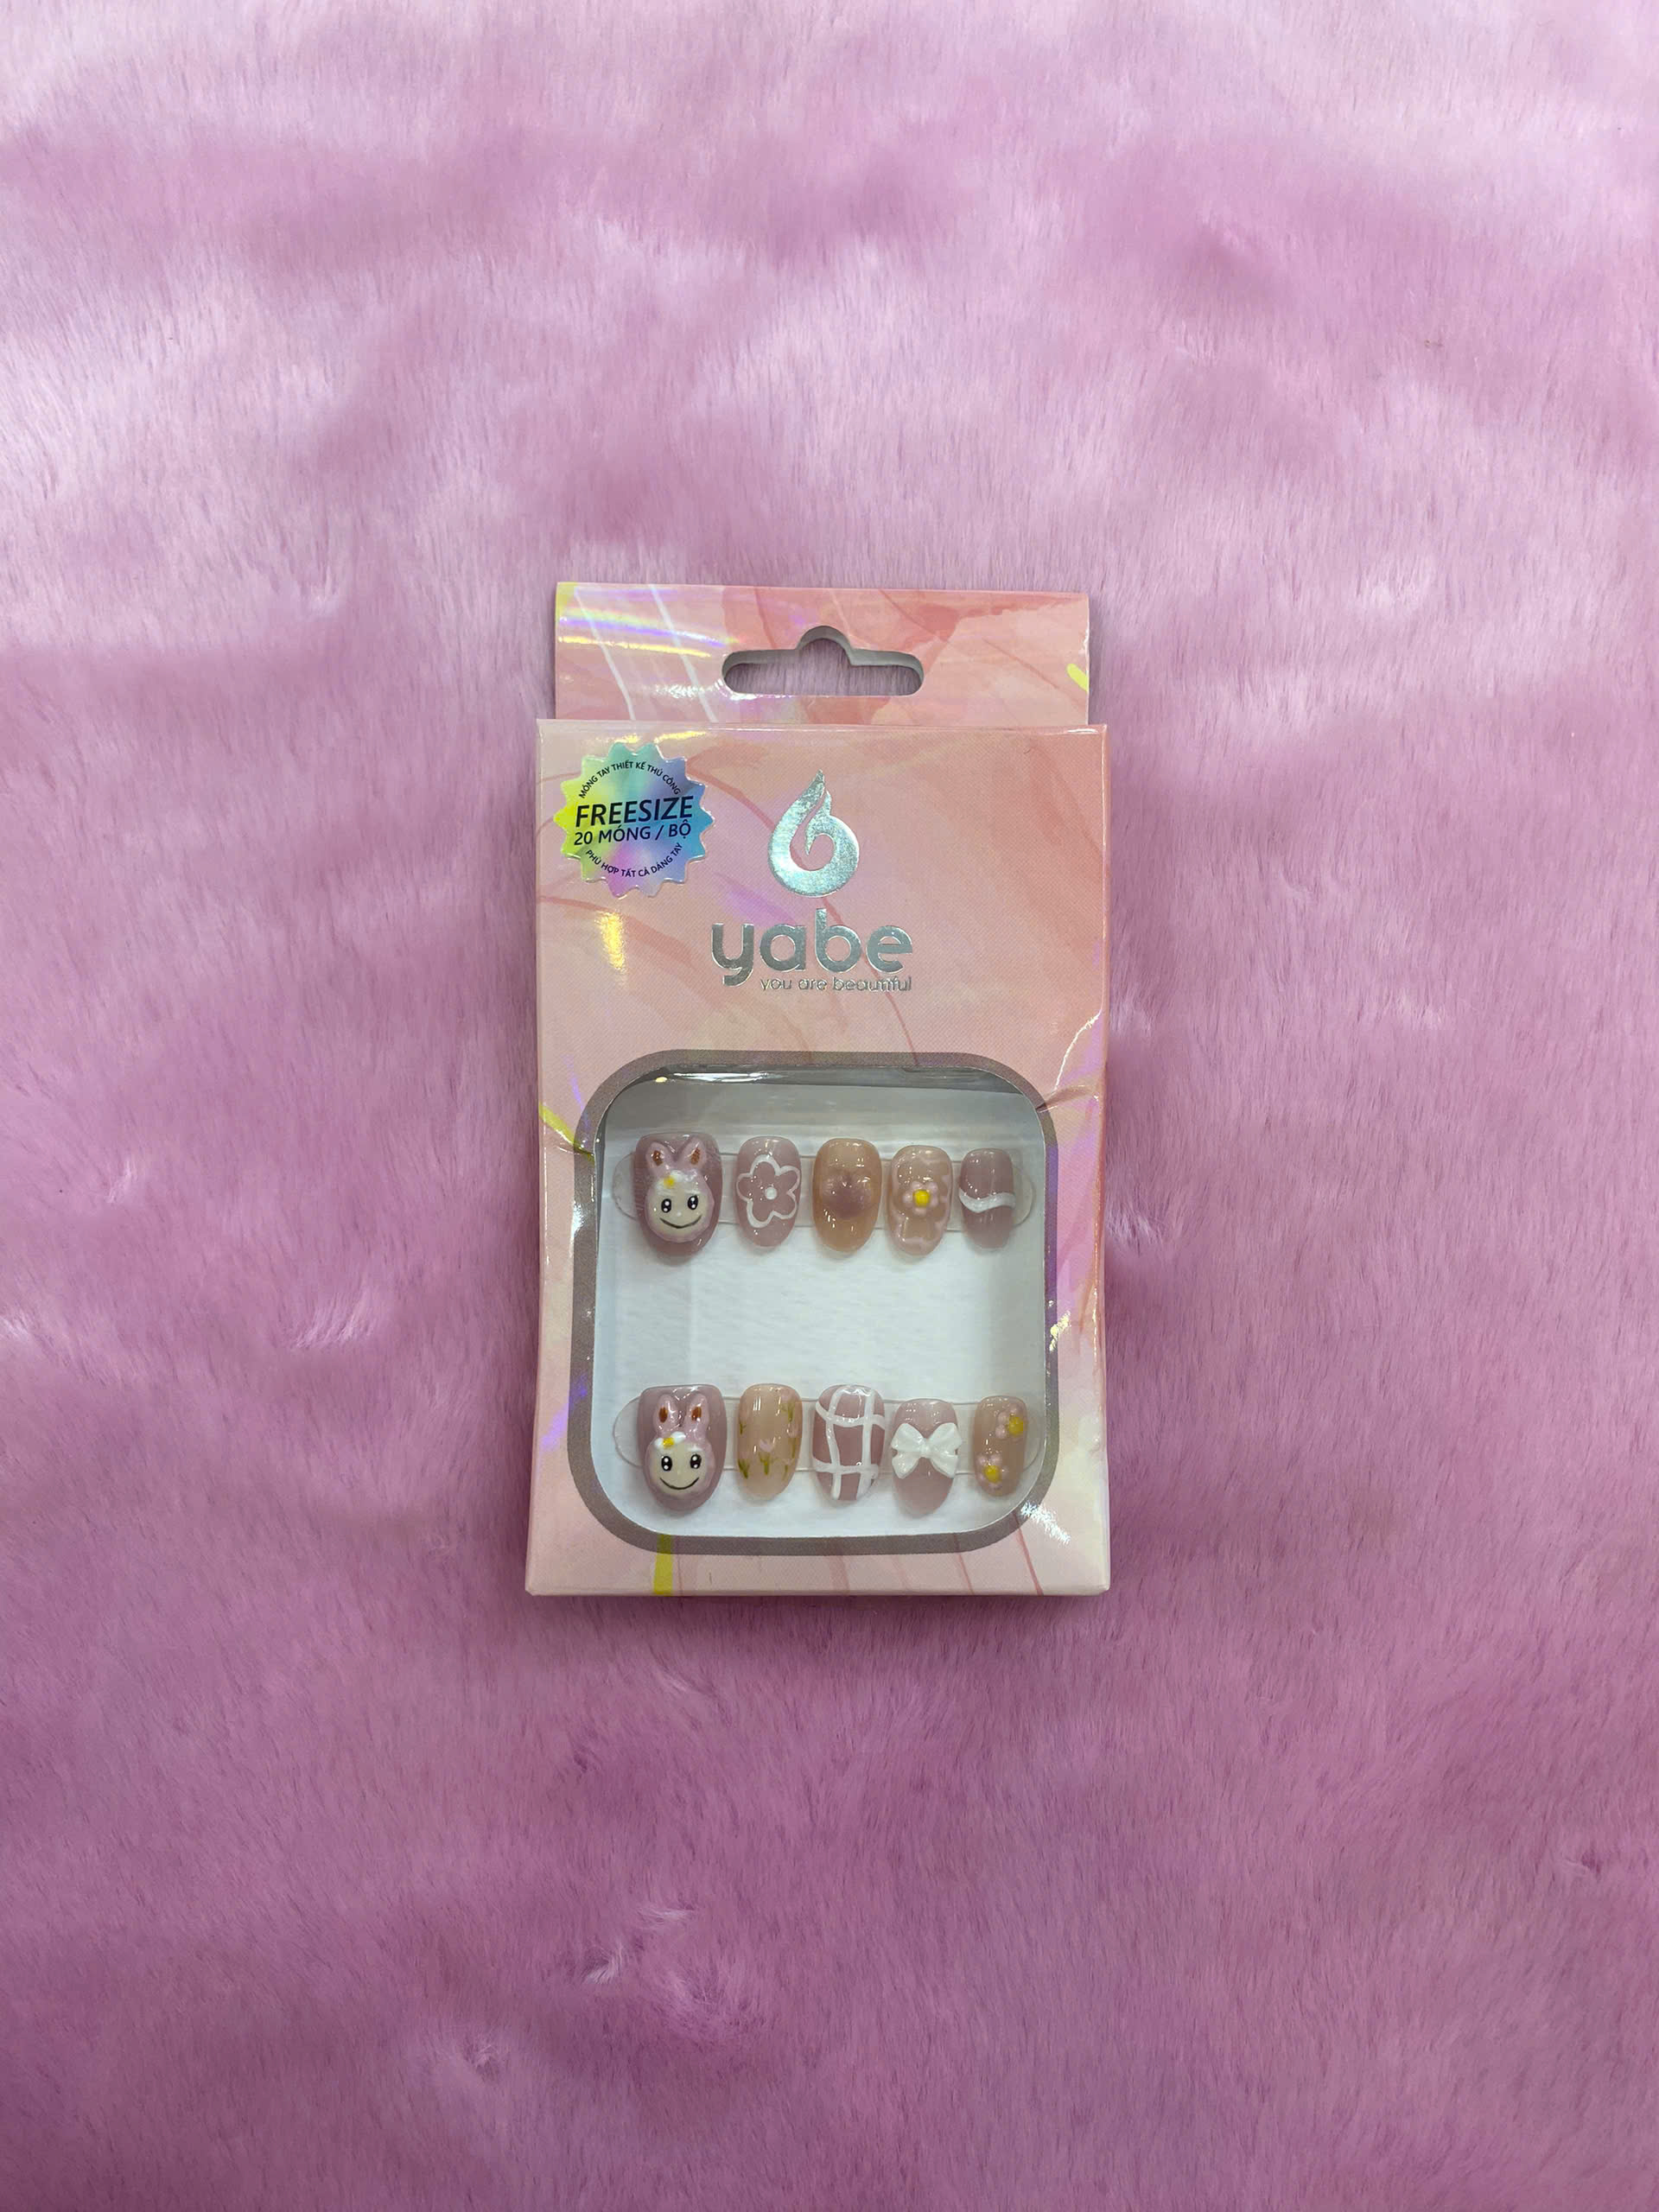 MÓNG TAY THIẾT KẾ THỦ CÔNG
FREESIZE
20 MÓNG / BỘ
PHÙ HỢP TẤT CẢ DÁNG TAY
yabe
you are beautiful